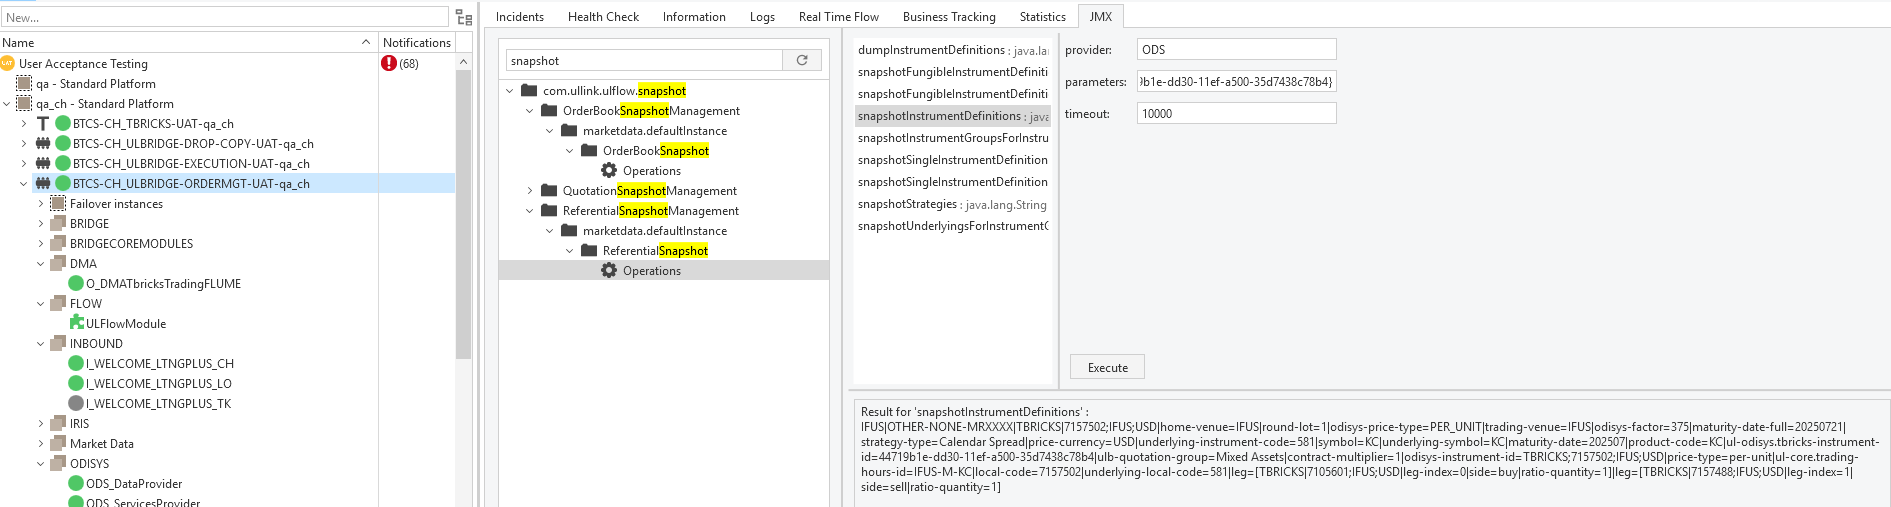 New...
Name
Notifications
UAT
User Acceptance Testing
(68)
qa - Standard Platform
qa_ch - Standard Platform
BTCS-CH_TBRICKS-UAT-qa_ch
BTCS-CH_ULBRIDGE-DROP-COPY-UAT-qa_ch
BTCS-CH_ULBRIDGE-EXECUTION-UAT-qa_ch
BTCS-CH_ULBRIDGE-ORDERMGT-UAT-qa_ch
Failover instances
BRIDGE
BRIDGECOREMODULES
DMA
O_DMATbricksTradingFLUME
FLOW
ULFlowModule
INBOUND
I_WELCOME_LTNGPLUS_CH
I_WELCOME_LTNGPLUS_LO
I_WELCOME_LTNGPLUS_TK
IRIS
Market Data
ODISYS
ODS_DataProvider
ODS_ServicesProvider
Incidents
Health Check
Information
Logs
Real Time Flow
Business Tracking
Statistics
JMX
snapshot
com.ullink.ulflow.snapshot
OrderBookSnapshotManagement
marketdata.defaultInstance
OrderBookSnapshot
Operations
QuotationSnapshotManagement
ReferentialSnapshotManagement
marketdata.defaultInstance
ReferentialSnapshot
Operations
dumpInstrumentDefinitions : java.la
snapshotFungibleInstrumentDefiniti
snapshotFungibleInstrumentDefiniti
snapshotInstrumentDefinitions : java
snapshotInstrumentGroupsForInstru
snapshotSingleInstrumentDefinition
snapshotSingleInstrumentDefinition
snapshotStrategies : java.lang.String
snapshotUnderlyingsForInstrumentG
provider:
ODS
parameters:
9b1e-dd30-11ef-a500-35d7438c78b4}
timeout:
10000
Execute
Result for 'snapshotInstrumentDefinitions' :
IFUS|OTHER-NONE-MRXXXX|TBRICKS|7157502;IFUS;USD|home-venue=IFUS|round-lot=1|odisys-price-type=PER_UNIT|trading-venue=IFUS|odisys-factor=375|maturity-date-full=20250721|
strategy-type=Calendar Spread|price-currency=USD|underlying-instrument-code=581|symbol=KC|underlying-symbol=KC|maturity-date=202507|product-code=KC|ul-odisys.tbricks-instrument-
id=44719b1e-dd30-11ef-a500-35d7438c78b4|ulb-quotation-group=Mixed Assets|contract-multiplier=1|odisys-instrument-id=TBRICKS;7157502;IFUS;USD|price-type=per-unit|ul-core.trading-
hours-id=IFUS-M-KC|local-code=7157502|underlying-local-code=581|leg=[TBRICKS|7105601;IFUS;USD|leg-index=0|side=buy|ratio-quantity=1]|leg=[TBRICKS|7157488;IFUS;USD|leg-index=1|
side=sell|ratio-quantity=1]